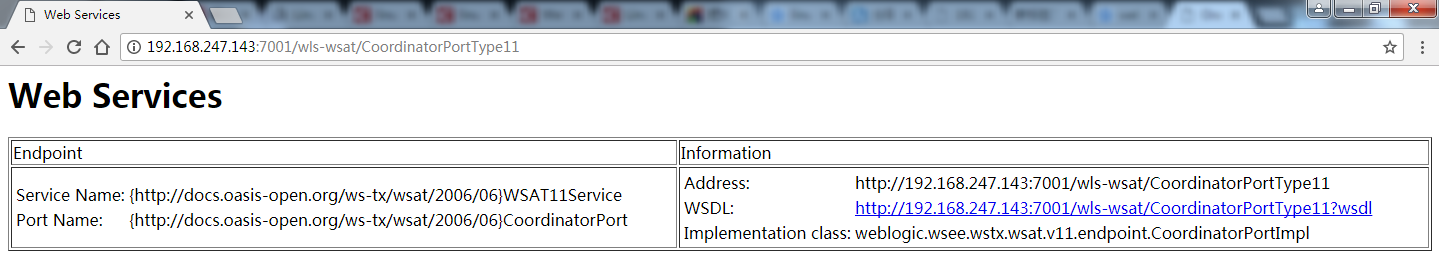 Web Services
192.168.247.143:7001/wls-wsat/CoordinatorPortType11
Web Services
Endpoint Information
Service Name: {http://docs.oasis-open.org/ws-tx/wsat/2006/06}WSAT11Service
Port Name: {http://docs.oasis-open.org/ws-tx/wsat/2006/06}CoordinatorPort
Address: http://192.168.247.143:7001/wls-wsat/CoordinatorPortType11
WSDL: http://192.168.247.143:7001/wls-wsat/CoordinatorPortType11?wsdl
Implementation class: weblogic.wsee.wstx.wsat.v11.endpoint.CoordinatorPortImpl